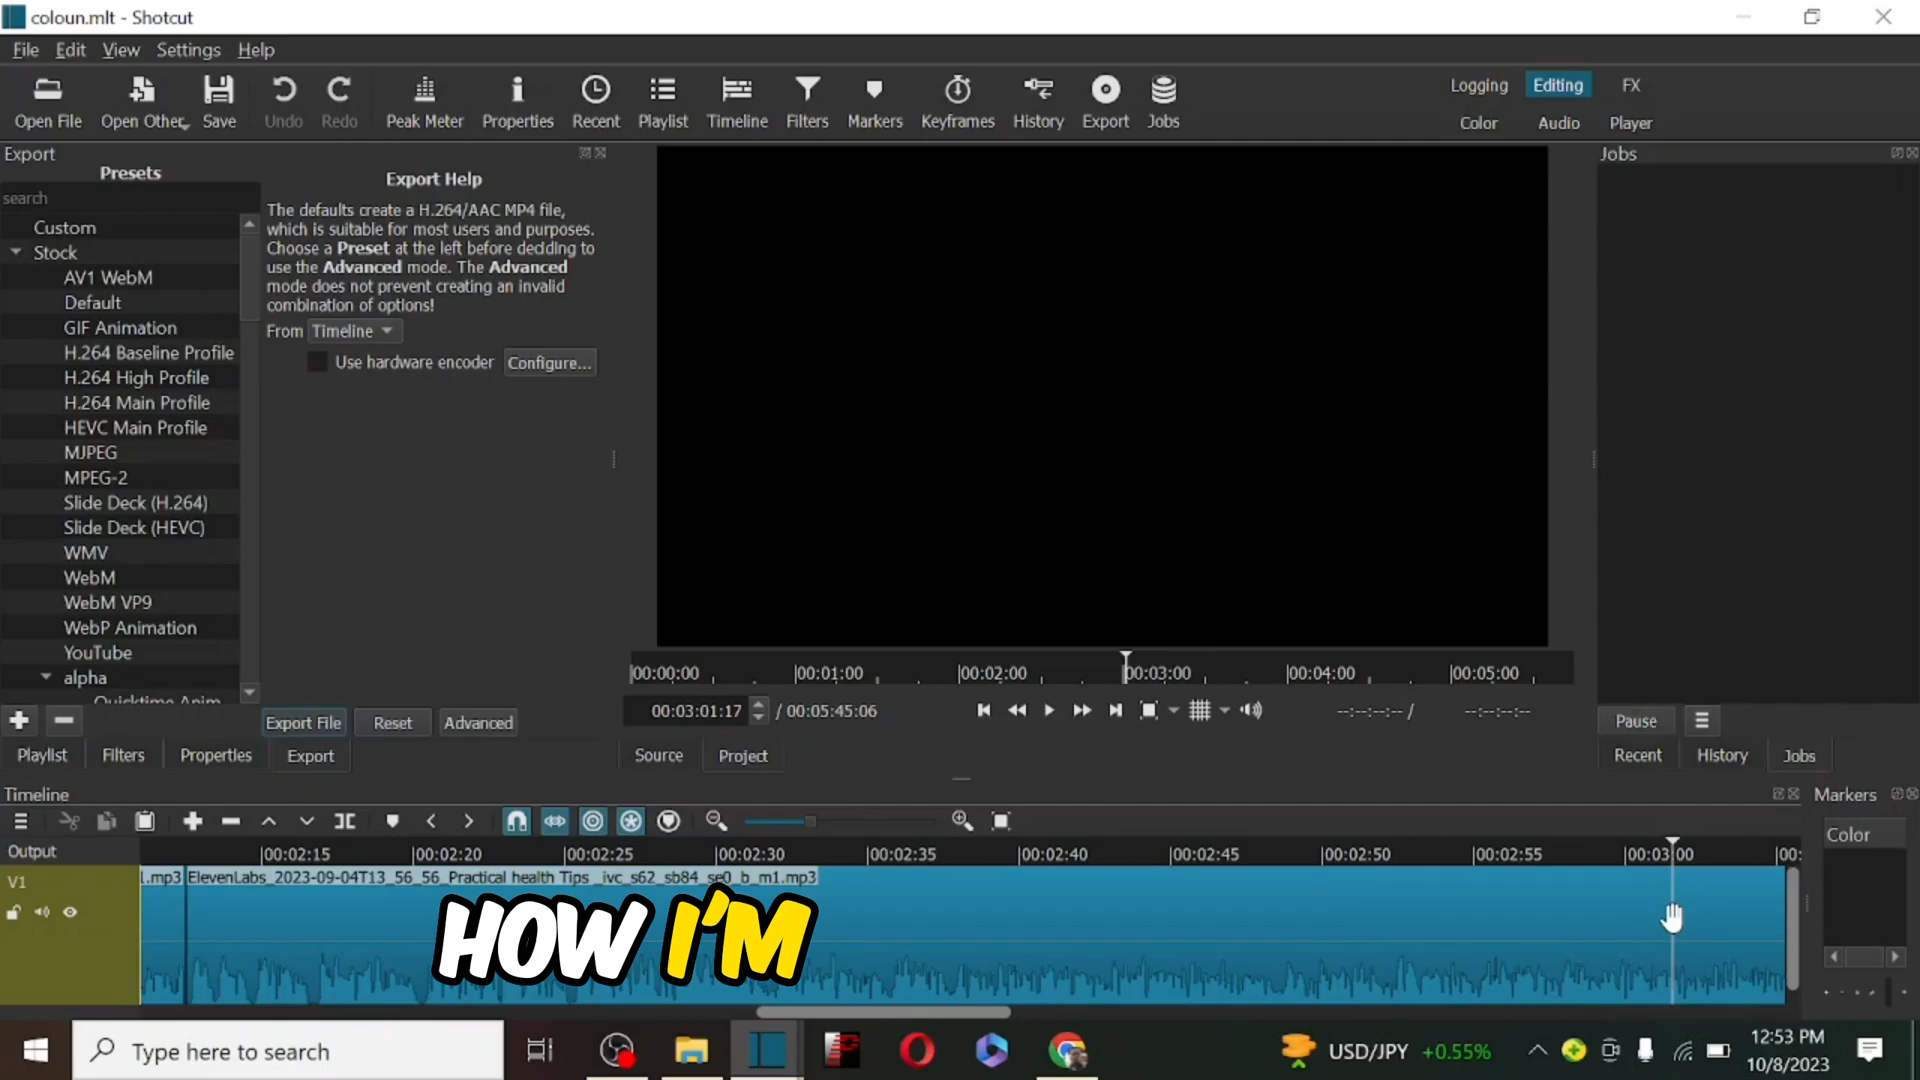 coloun.mlt - Shotcut
File Edit View Settings Help
Open File Open Other... Save Undo Redo Peak Meter Properties Recent Playlist Timeline Filters Markers Keyframes History Export Jobs
Logging Editing FX
Color Audio Player
Export
Presets
search
Custom
Stock
AV1 WebM
Default
GIF Animation
H.264 Baseline Profile
H.264 High Profile
H.264 Main Profile
HEVC Main Profile
MJPEG
MPEG-2
Slide Deck (H.264)
Slide Deck (HEVC)
WMV
WebM
WebM VP9
WebP Animation
YouTube
alpha
Quicktime Anim
Export Help
The defaults create a H.264/AAC MP4 file,
which is suitable for most users and purposes.
Choose a Preset at the left before deciding to
use the Advanced mode. The Advanced
mode does not prevent creating an invalid
combination of options!
From Timeline
Use hardware encoder Configure...
Export File Reset Advanced
Playlist Filters Properties Export
00:00:00 00:01:00 00:02:00 00:03:00 00:04:00 00:05:00
00:03:01:17 / 00:05:45:06 --:--:--:-- / --:--:--:--
Source Project
Jobs
Pause
Recent History Jobs
Timeline
Markers
Color
Output 00:02:15 00:02:20 00:02:25 00:02:30 00:02:35 00:02:40 00:02:45 00:02:50 00:02:55 00:03:00 00:
V1
l.mp3 ElevenLabs_2023-09-04T13_56_56_Practical health Tips _ivc_s62_sb84_se0_b_m1.mp3
HOW I'M
Type here to search
USD/JPY +0.55%
12:53 PM
10/8/2023